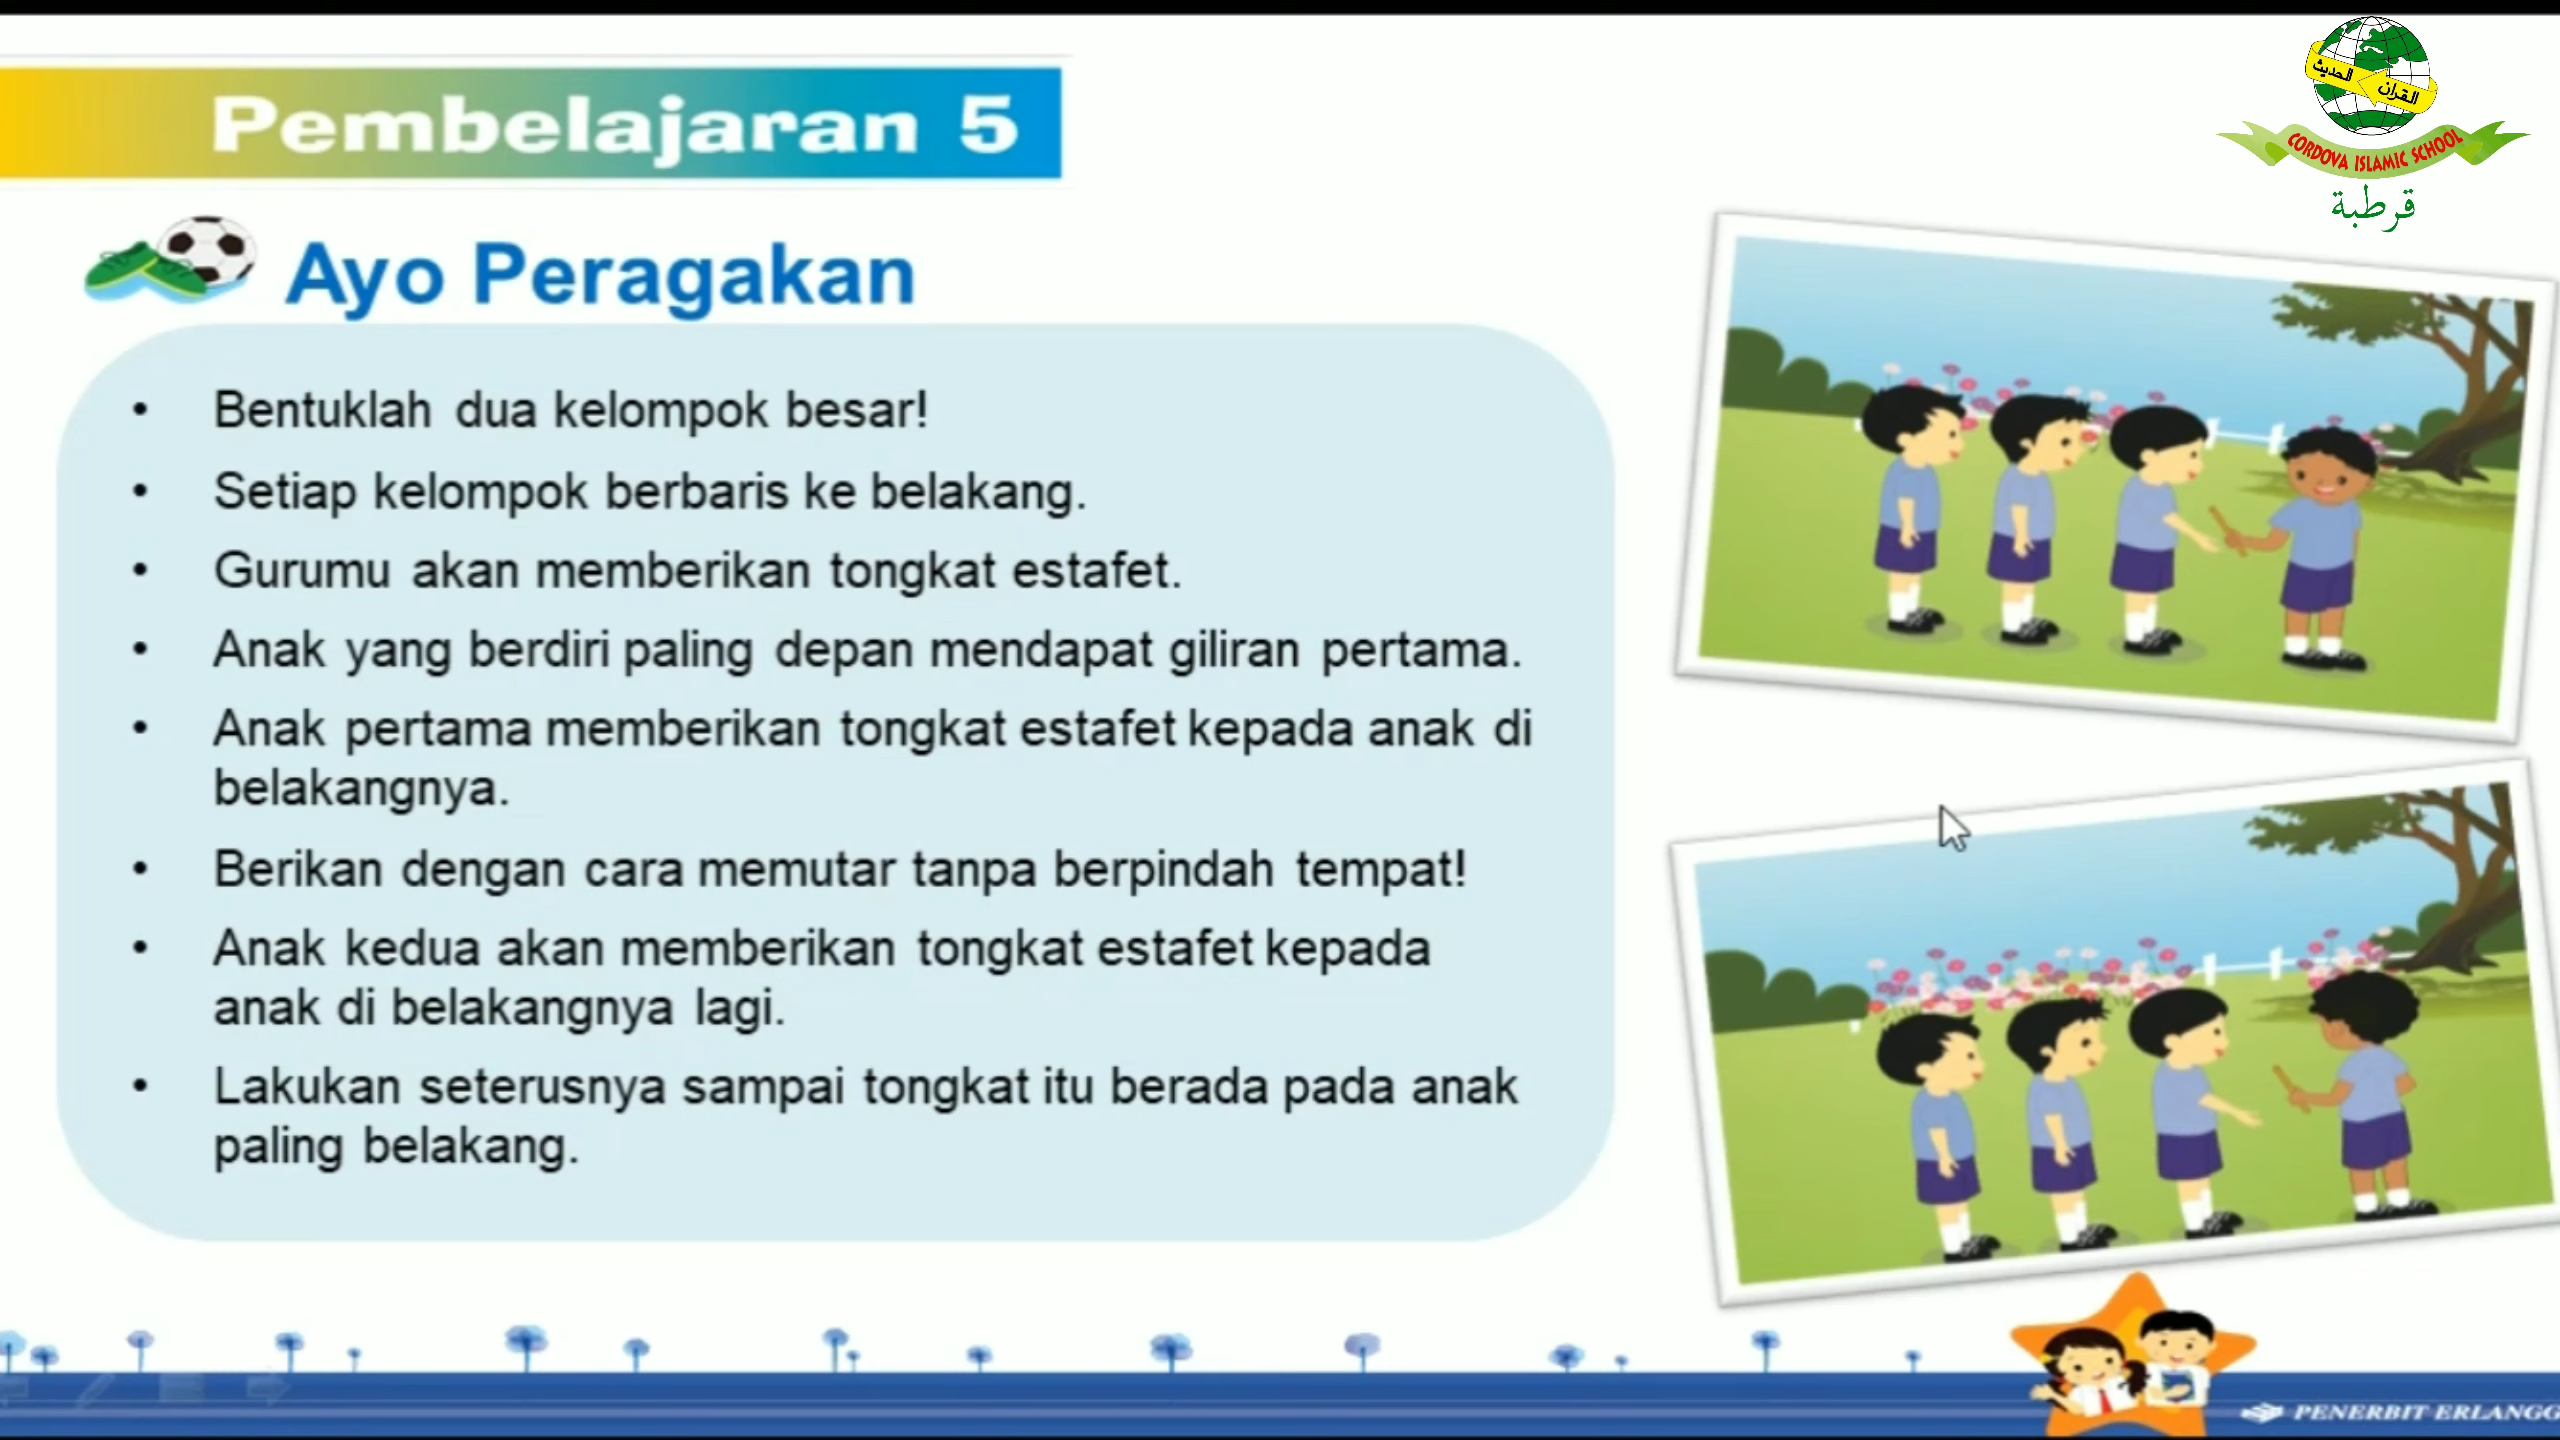 Pembelajaran 5
الحديث
القرآن
CORDOVA ISLAMIC SCHOOL
قرطبة
Ayo Peragakan
• Bentuklah dua kelompok besar!
• Setiap kelompok berbaris ke belakang.
• Gurumu akan memberikan tongkat estafet.
• Anak yang berdiri paling depan mendapat giliran pertama.
• Anak pertama memberikan tongkat estafet kepada anak di
belakangnya.
• Berikan dengan cara memutar tanpa berpindah tempat!
• Anak kedua akan memberikan tongkat estafet kepada
anak di belakangnya lagi.
• Lakukan seterusnya sampai tongkat itu berada pada anak
paling belakang.
PENERBIT ERLANGG